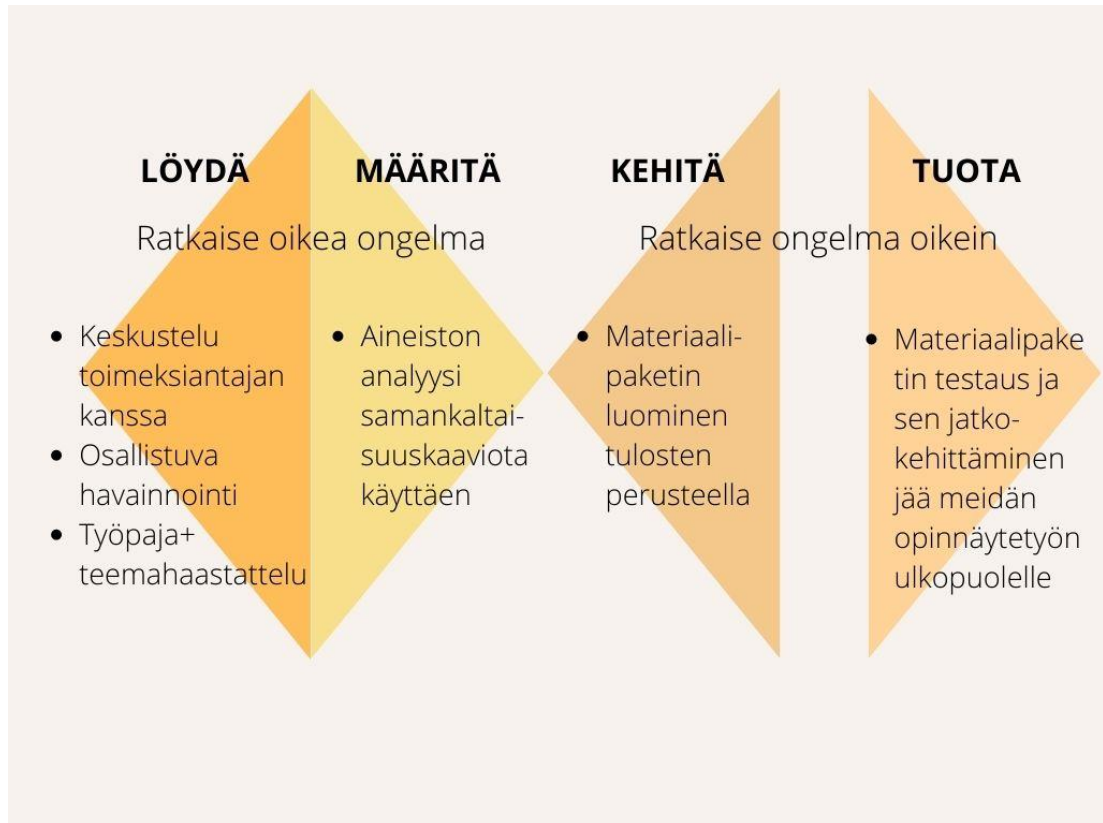 LÖYDÄ
MÄÄRITÄ
KEHITÄ
TUOTA
Ratkaise oikea ongelma
Ratkaise ongelma oikein
• Keskustelu
toimeksiantajan
kanssa
• Osallistuva
havainnointi
• Työpaja+
teemahaastattelu
• Aineiston
analyysi
samankaltai-
suuskaaviota
käyttäen
• Materiaali-
paketin
luominen
tulosten
perusteella
• Materiaalipake
tin testaus ja
sen jatko-
kehittäminen
jää meidän
opinnäytetyön
ulkopuolelle